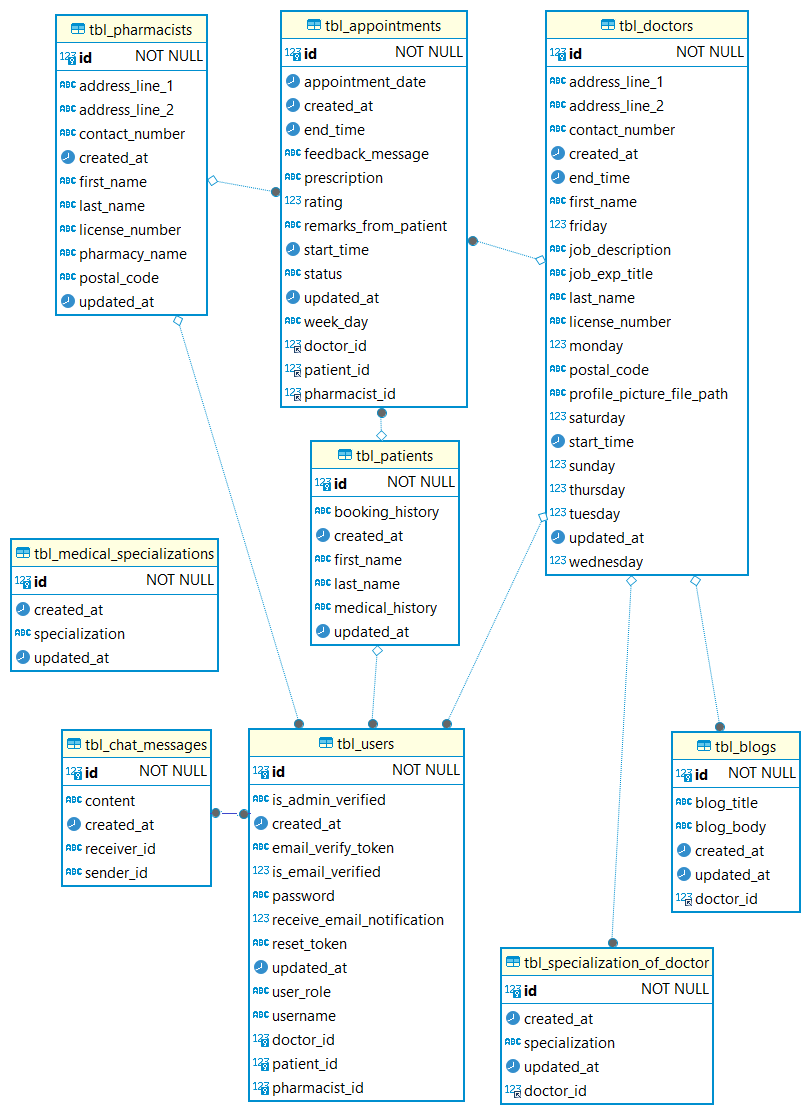 tbl_pharmacists
123 id NOT NULL
ABC address_line_1
ABC address_line_2
ABC contact_number
created_at
ABC first_name
ABC last_name
ABC license_number
ABC pharmacy_name
ABC postal_code
updated_at
tbl_appointments
123 id NOT NULL
appointment_date
created_at
end_time
ABC feedback_message
ABC prescription
123 rating
ABC remarks_from_patient
start_time
ABC status
updated_at
ABC week_day
123 doctor_id
123 patient_id
123 pharmacist_id
tbl_doctors
123 id NOT NULL
ABC address_line_1
ABC address_line_2
ABC contact_number
created_at
end_time
ABC first_name
123 friday
ABC job_description
ABC job_exp_title
ABC last_name
ABC license_number
123 monday
ABC postal_code
ABC profile_picture_file_path
123 saturday
start_time
123 sunday
123 thursday
123 tuesday
updated_at
123 wednesday
tbl_patients
123 id NOT NULL
ABC booking_history
created_at
ABC first_name
ABC last_name
ABC medical_history
updated_at
tbl_medical_specializations
123 id NOT NULL
created_at
ABC specialization
updated_at
tbl_chat_messages
123 id NOT NULL
ABC content
created_at
ABC receiver_id
ABC sender_id
tbl_users
123 id NOT NULL
ABC is_admin_verified
created_at
ABC email_verify_token
123 is_email_verified
ABC password
123 receive_email_notification
ABC reset_token
updated_at
ABC user_role
ABC username
123 doctor_id
123 patient_id
123 pharmacist_id
tbl_blogs
123 id NOT NULL
ABC blog_title
ABC blog_body
created_at
updated_at
123 doctor_id
tbl_specialization_of_doctor
123 id NOT NULL
created_at
ABC specialization
updated_at
123 doctor_id